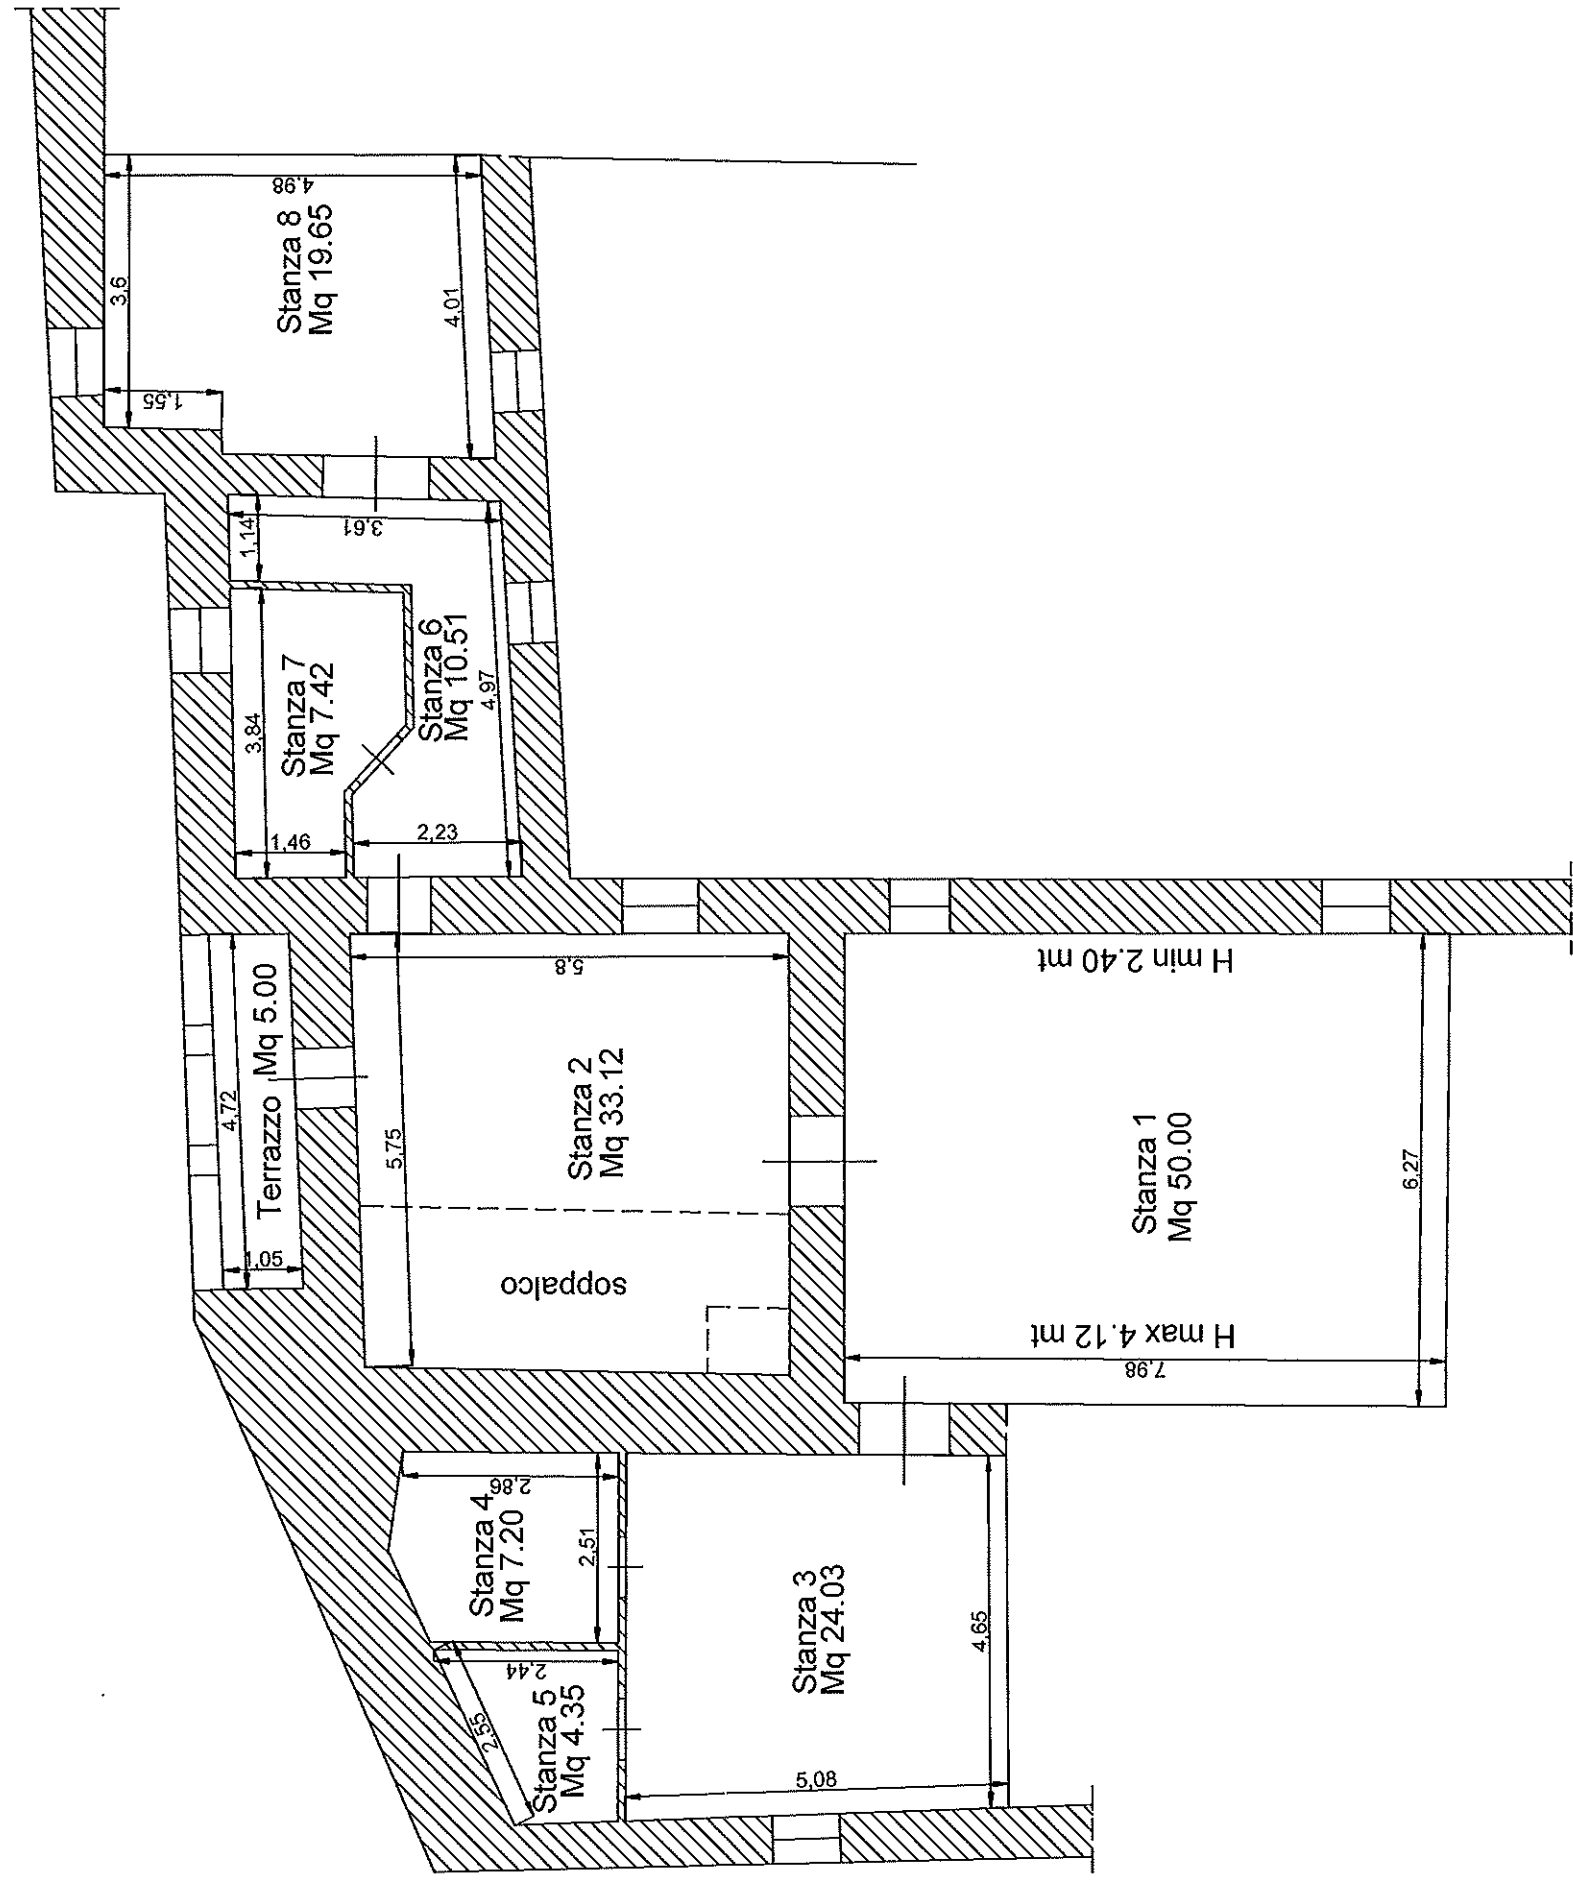 4,98
3,6
Stanza 8
Mq 19.65
4,01
1,55
1,14
3,61
Stanza 7
Mq 7.42
3,84
Stanza 6
Mq 10.51
4,97
1,46
2,23
Terrazzo Mq 5.00
4,72
1,05
5,8
5,75
Stanza 2
Mq 33.12
soppalco
H min 2.40 mt
Stanza 1
Mq 50.00
6,27
H max 4.12 mt
7,98
2,86
Stanza 4
Mq 7.20
2,51
2,44
2,55
Stanza 5
Mq 4.35
Stanza 3
Mq 24.03
4,65
5,08